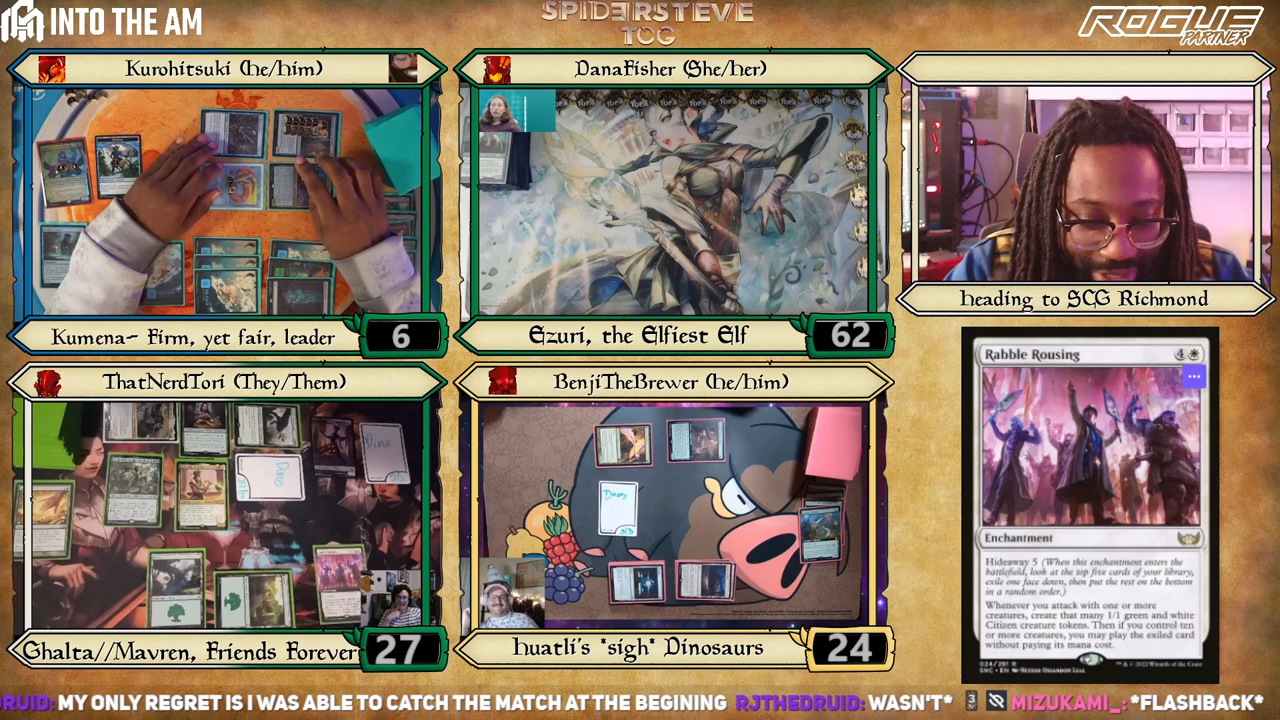 INTO THE AM
SPIDERSTEVE
TCG
ROGUE
PARTNER
Kurohitsuki (he/him)
DanaFisher (She/her)
Kumena- Firm, yet fair, leader
6
Ezuri, the Elfiest Elf
62
heading to SCG Richmond
ThatNerdTori (They/Them)
BenjiTheBrewer (he/him)
Dino
Dino
Dino
3/3
Ghalta//Mavren, Friends Forever
27
huatli's *sigh* Dinosaurs
24
Rabble Rousing 4
Enchantment
Hideaway 5 (When this enchantment enters the
battlefield, look at the top five cards of your library,
exile one face down, then put the rest on the bottom
in a random order.)
Whenever you attack with one or more
creatures, create that many 1/1 green and white
Citizen creature tokens. Then if you control ten
or more creatures, you may play the exiled card
without paying its mana cost.
DRUID: MY ONLY REGRET IS I WAS ABLE TO CATCH THE MATCH AT THE BEGINING RJTHEDRUID: WASN'T* MIZUKAMI_: *FLASHBACK*